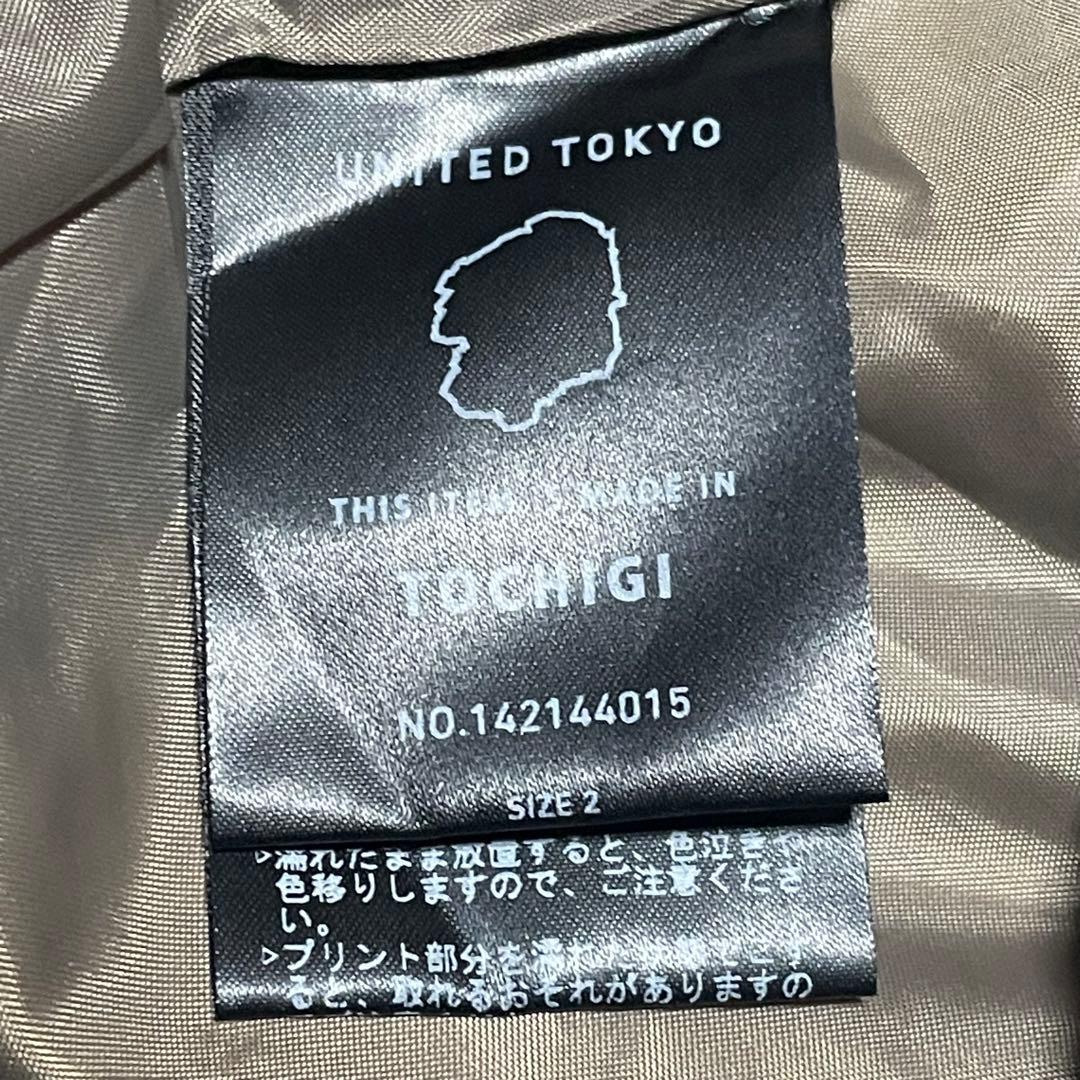 UNITED TOKYO
THIS ITEM IS MADE IN
TOCHIGI
NO.142144015
SIZE 2
▷濡れたまま放置すると、色泣きや
色移りしますので、ご注意くださ
い。
▷プリント部分を濡れた状態でこす
ると、取れるおそれがありますの